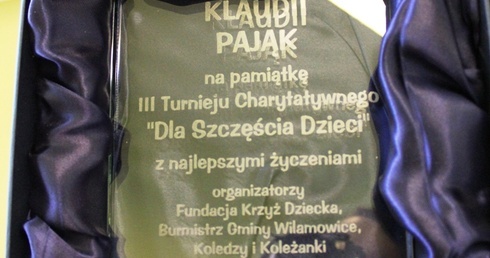 KLAUDII
PAJĄK
na pamiątkę
III Turnieju Charytatywnego
"Dla Szczęścia Dzieci"
z najlepszymi życzeniami
organizatorzy
Fundacja Krzyż Dziecka,
Burmistrz Gminy Wilamowice,
Koledzy i Koleżanki